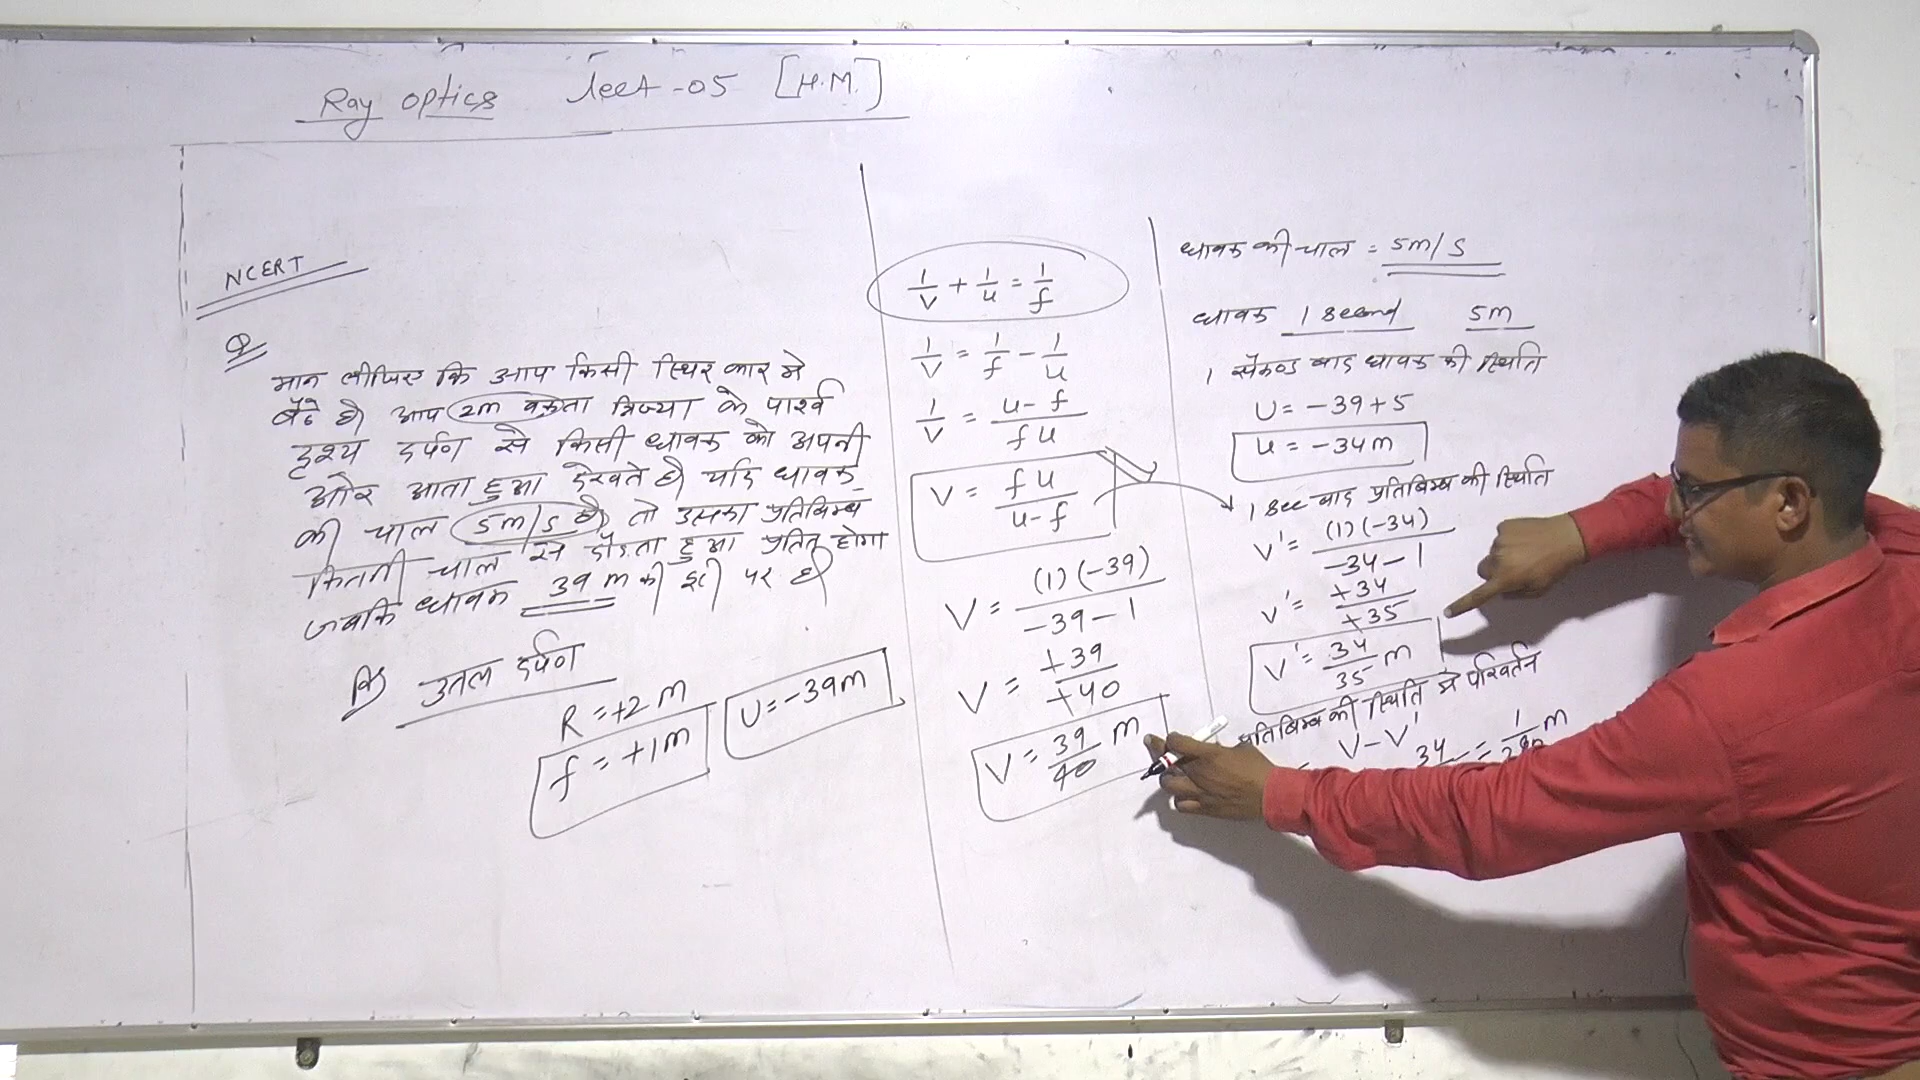 Ray optics Lect-05 [H.M.]
NCERT
Q
मान लीजिए कि आप किसी स्थिर कार मे
बैठे है। आप 2m वक्रता त्रिज्या के पार्श्व
दृश्य दर्पण से किसी धावक को अपनी
ओर आता हुआ देखते है। यदि धावक
की चाल 5m/s है तो उसका प्रतिबिम्ब
कितनी चाल से दौडता हुआ प्रतित होगा
जबकि धावक 39 m की दूरी पर है।
उतल दर्पण
R = +2 m
f = +1m
U = -39m
1/v + 1/u = 1/f
1/v = 1/f - 1/u
1/v = u-f / fu
V = fu / u-f
V = (1)(-39) / -39-1
V = +39 / +40
V = 39/40 m
धावक की चाल = 5m/s
धावक 1 second 5m
1 सेकेण्ड बाद धावक की स्थिति
U = -39+5
u = -34m
1 sec बाद प्रतिबिम्ब की स्थिति
V' = (1)(-34) / -34-1
V' = +34 / +35
V' = 34/35 m
प्रतिबिम्ब की स्थिति मे परिवर्तन
V - V'